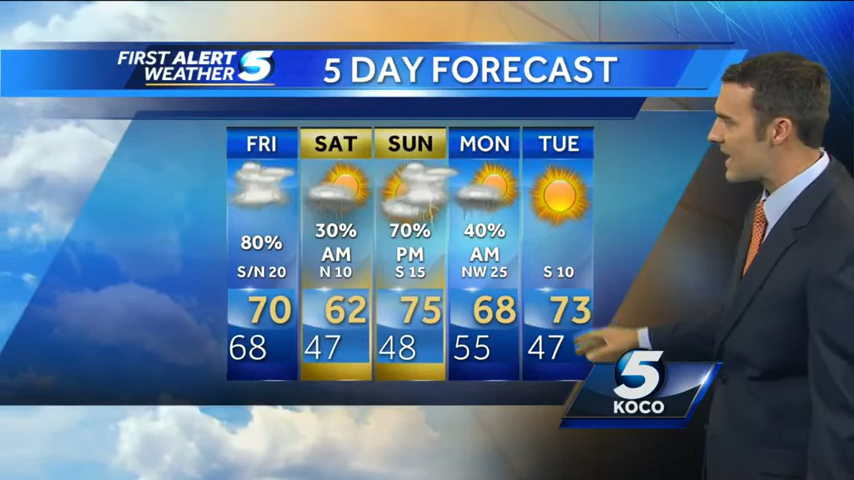 FIRST ALERT
WEATHER 5
5 DAY FORECAST
FRI SAT SUN MON TUE
80% 30% 70% 40%
AM PM AM
S/N 20 N 10 S 15 NW 25 S 10
70 62 75 68 73
68 47 48 55 47
5
KOCO